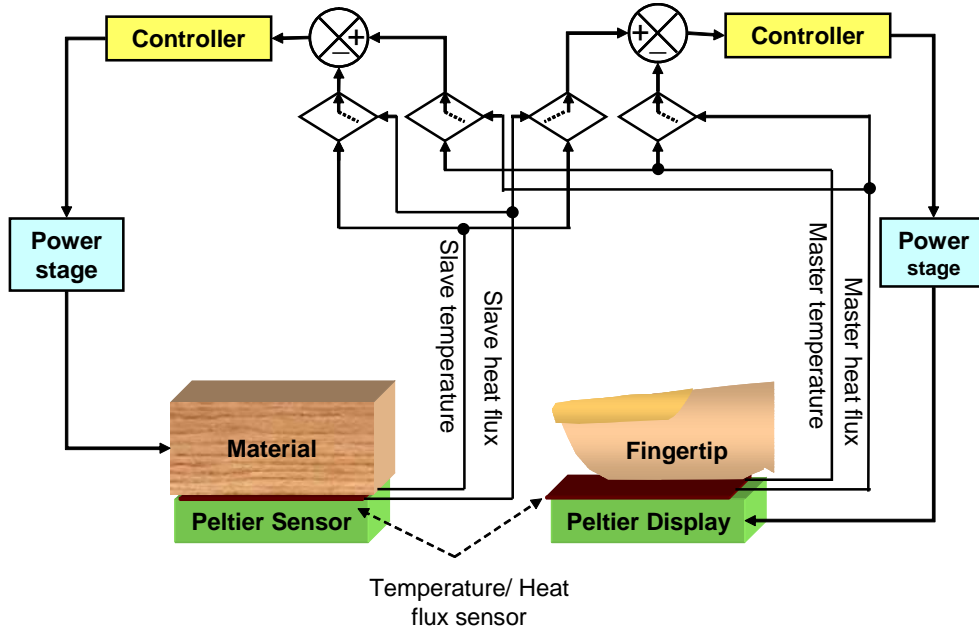 Controller
− +
+ −
Controller
Power
stage
Power
stage
Slave temperature
Slave heat flux
Master temperature
Master heat flux
Material
Fingertip
Peltier Sensor
Peltier Display
Temperature/ Heat
flux sensor